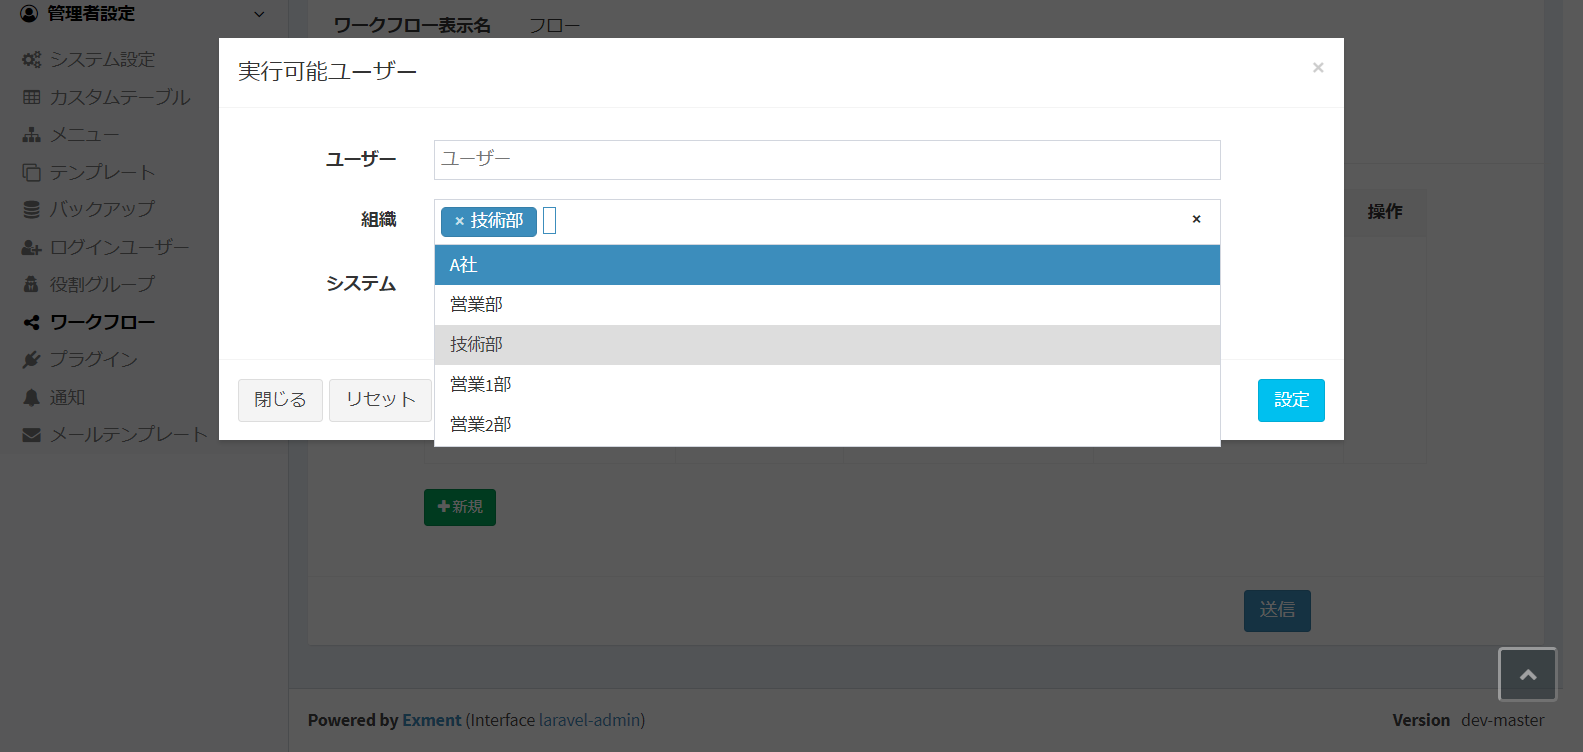 管理者設定
システム設定
カスタムテーブル
メニュー
テンプレート
バックアップ
ログインユーザー
役割グループ
ワークフロー
プラグイン
通知
メールテンプレート
ワークフロー表示名 フロー
実行可能ユーザー ×
ユーザー ユーザー
組織 × 技術部 ×
A社
営業部
技術部
営業1部
営業2部
システム
閉じる リセット 設定
操作
新規
送信
Powered by Exment (Interface laravel-admin) Version dev-master